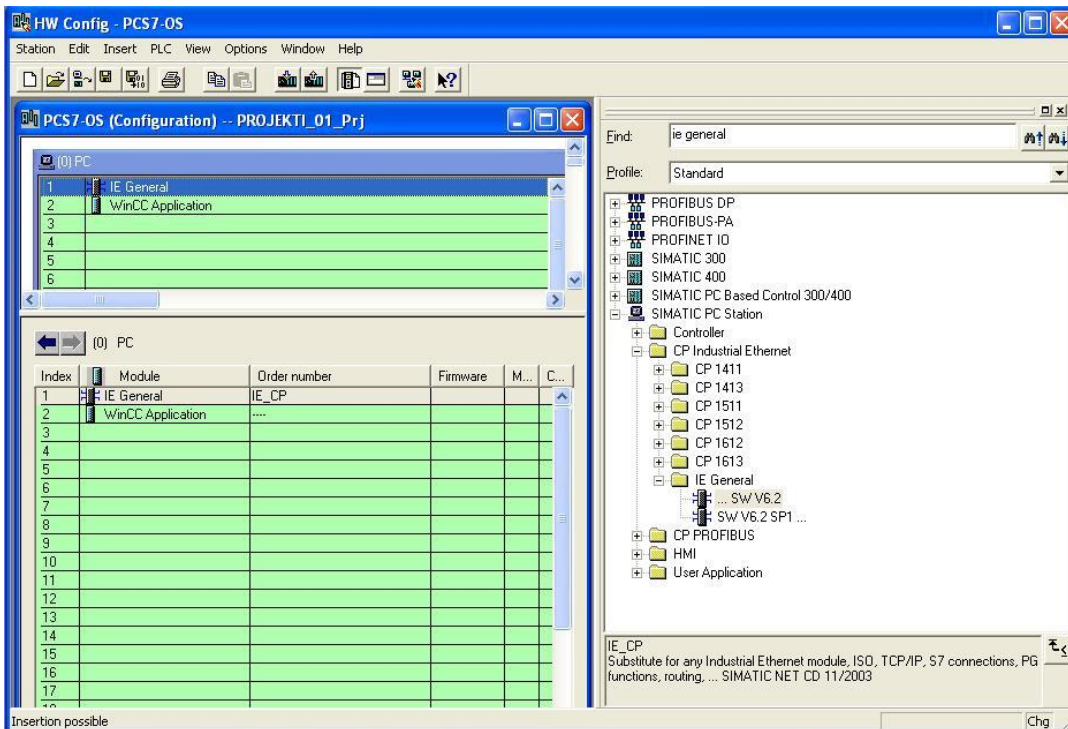 HW Config - PCS7-OS
Station Edit Insert PLC View Options Window Help
PCS7-OS (Configuration) -- PROJEKTI_01_Prj
(0) PC
1 IE General
2 WinCC Application
3
4
5
6
(0) PC
Index Module Order number Firmware M... C...
1 IE General IE_CP
2 WinCC Application ----
3
4
5
6
7
8
9
10
11
12
13
14
15
16
17
Find: ie general
Profile: Standard
PROFIBUS DP
PROFIBUS-PA
PROFINET IO
SIMATIC 300
SIMATIC 400
SIMATIC PC Based Control 300/400
SIMATIC PC Station
Controller
CP Industrial Ethernet
CP 1411
CP 1413
CP 1511
CP 1512
CP 1612
CP 1613
IE General
... SW V6.2
SW V6.2 SP1 ...
CP PROFIBUS
HMI
User Application
IE_CP
Substitute for any Industrial Ethernet module, ISO, TCP/IP, S7 connections, PG
functions, routing, ... SIMATIC NET CD 11/2003
Insertion possible
Chg